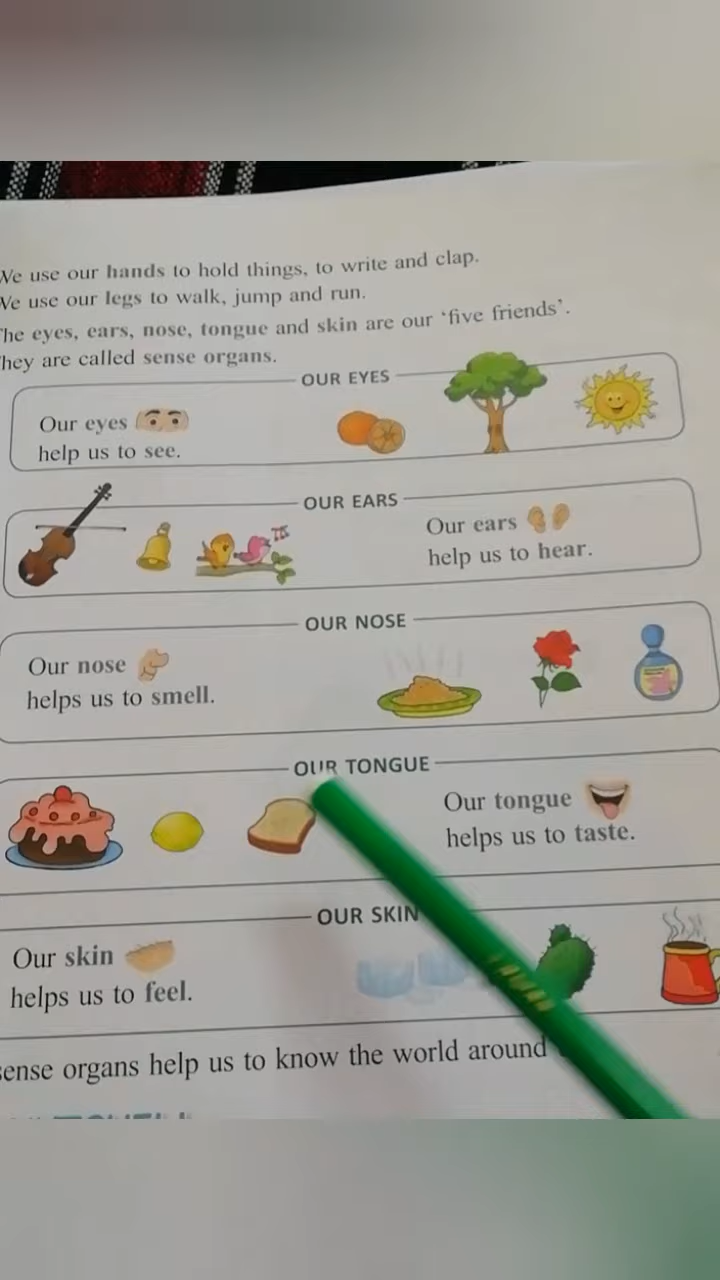 We use our hands to hold things, to write and clap.
We use our legs to walk, jump and run.
The eyes, ears, nose, tongue and skin are our ‘five friends’.
They are called sense organs.
OUR EYES
Our eyes
help us to see.
OUR EARS
Our ears
help us to hear.
OUR NOSE
Our nose
helps us to smell.
OUR TONGUE
Our tongue
helps us to taste.
OUR SKIN
Our skin
helps us to feel.
sense organs help us to know the world around